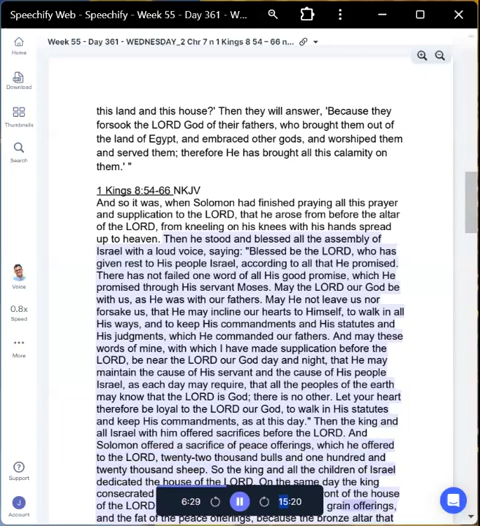 Speechify Web - Speechify - Week 55 - Day 361 - W...
Week 55 - Day 361 - WEDNESDAY_2 Chr 7 n 1 Kings 8 54 – 66 n...
Home
Download
Thumbnails
Search
Voice
0.8x
Speed
More
Support
J
Account
this land and this house?' Then they will answer, 'Because they
forsook the LORD God of their fathers, who brought them out of
the land of Egypt, and embraced other gods, and worshiped them
and served them; therefore He has brought all this calamity on
them.' "
1 Kings 8:54-66 NKJV
And so it was, when Solomon had finished praying all this prayer
and supplication to the LORD, that he arose from before the altar
of the LORD, from kneeling on his knees with his hands spread
up to heaven. Then he stood and blessed all the assembly of
Israel with a loud voice, saying: "Blessed be the LORD, who has
given rest to His people Israel, according to all that He promised.
There has not failed one word of all His good promise, which He
promised through His servant Moses. May the LORD our God be
with us, as He was with our fathers. May He not leave us nor
forsake us, that He may incline our hearts to Himself, to walk in all
His ways, and to keep His commandments and His statutes and
His judgments, which He commanded our fathers. And may these
words of mine, with which I have made supplication before the
LORD, be near the LORD our God day and night, that He may
maintain the cause of His servant and the cause of His people
Israel, as each day may require, that all the peoples of the earth
may know that the LORD is God; there is no other. Let your heart
therefore be loyal to the LORD our God, to walk in His statutes
and keep His commandments, as at this day." Then the king and
all Israel with him offered sacrifices before the LORD. And
Solomon offered a sacrifice of peace offerings, which he offered
to the LORD, twenty-two thousand bulls and one hundred and
twenty thousand sheep. So the king and all the children of Israel
dedicated the house of the LORD. On the same day the king
consecrated ront of the house
of the LORD grain offerings,
and the fat of the peace offerings, because the bronze altar that
6:29
15:20